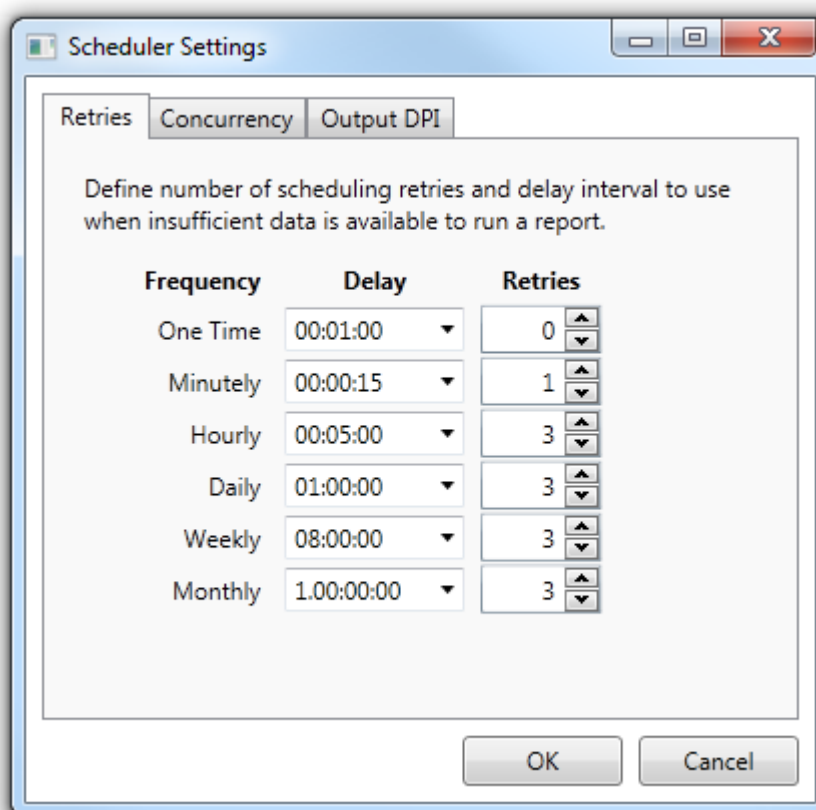 Scheduler Settings
Retries Concurrency Output DPI
Define number of scheduling retries and delay interval to use
when insufficient data is available to run a report.
Frequency Delay Retries
One Time 00:01:00 0
Minutely 00:00:15 1
Hourly 00:05:00 3
Daily 01:00:00 3
Weekly 08:00:00 3
Monthly 1.00:00:00 3
OK Cancel